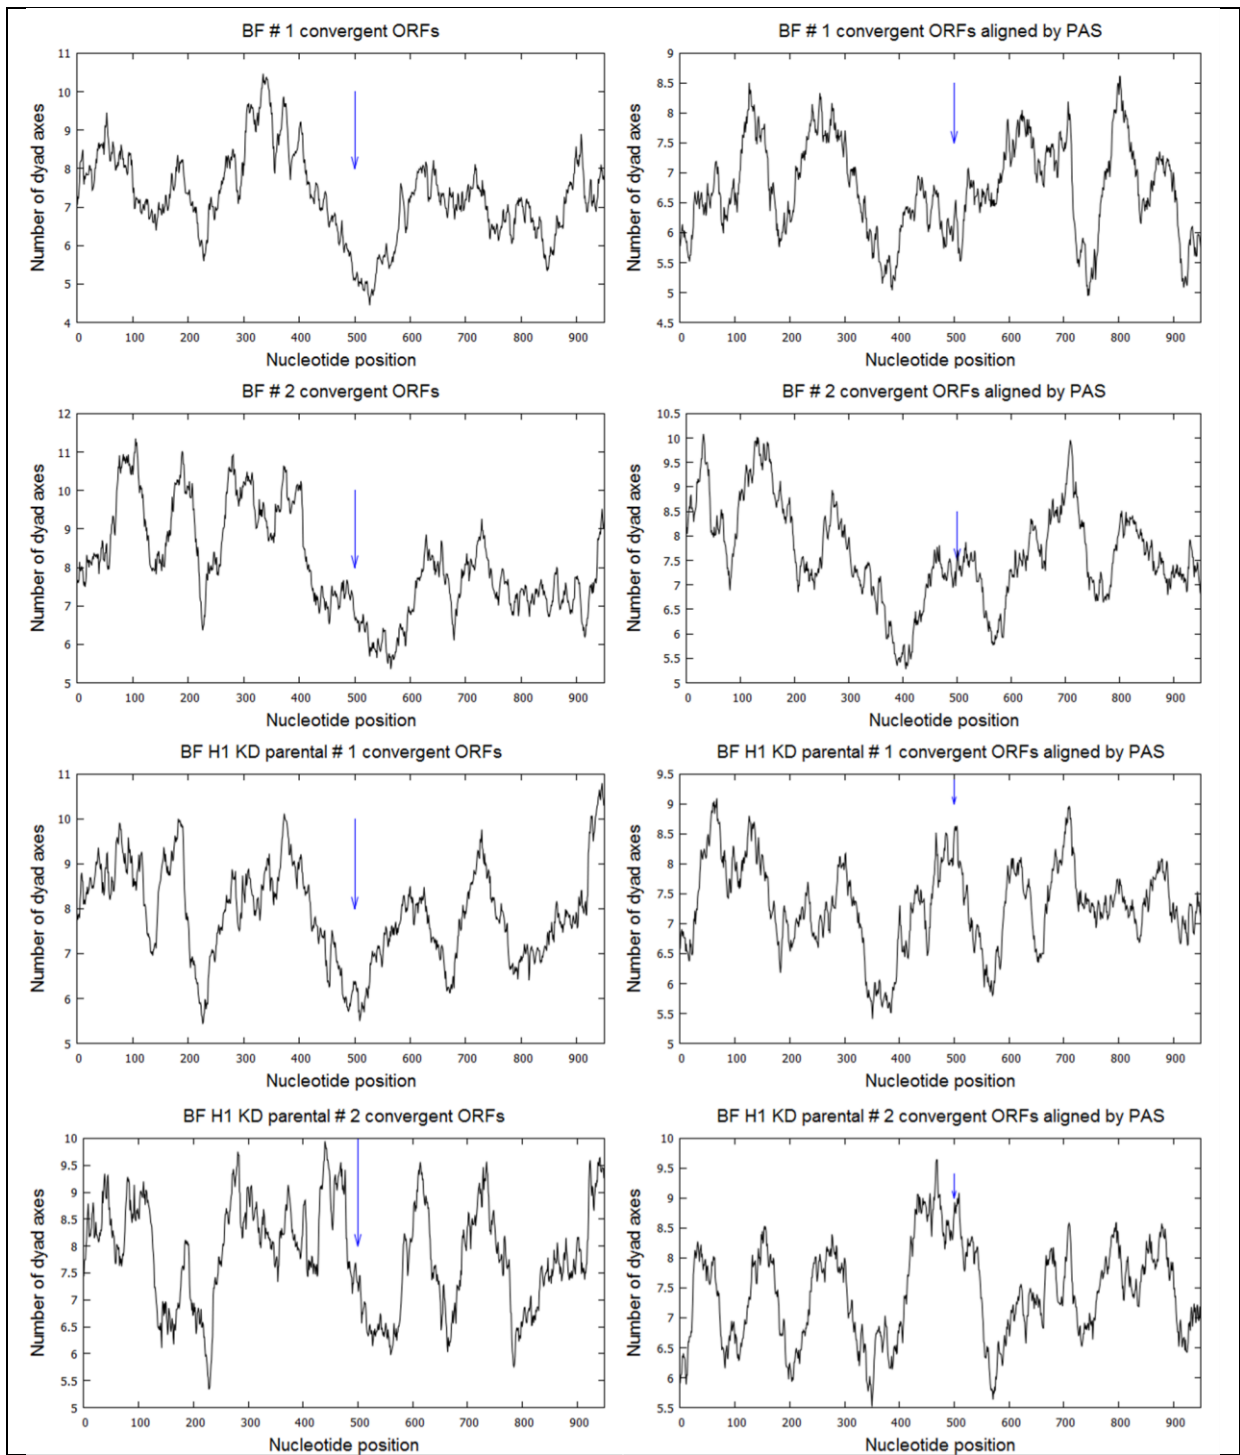 BF # 1 convergent ORFs
Number of dyad axes
11
10
9
8
7
6
5
4
0 100 200 300 400 500 600 700 800 900
Nucleotide position
BF # 1 convergent ORFs aligned by PAS
Number of dyad axes
9
8.5
8
7.5
7
6.5
6
5.5
5
4.5
0 100 200 300 400 500 600 700 800 900
Nucleotide position
BF # 2 convergent ORFs
Number of dyad axes
12
11
10
9
8
7
6
5
0 100 200 300 400 500 600 700 800 900
Nucleotide position
BF # 2 convergent ORFs aligned by PAS
Number of dyad axes
10.5
10
9.5
9
8.5
8
7.5
7
6.5
6
5.5
5
0 100 200 300 400 500 600 700 800 900
Nucleotide position
BF H1 KD parental # 1 convergent ORFs
Number of dyad axes
11
10
9
8
7
6
5
0 100 200 300 400 500 600 700 800 900
Nucleotide position
BF H1 KD parental # 1 convergent ORFs aligned by PAS
Number of dyad axes
9.5
9
8.5
8
7.5
7
6.5
6
5.5
5
0 100 200 300 400 500 600 700 800 900
Nucleotide position
BF H1 KD parental # 2 convergent ORFs
Number of dyad axes
10
9.5
9
8.5
8
7.5
7
6.5
6
5.5
5
0 100 200 300 400 500 600 700 800 900
Nucleotide position
BF H1 KD parental # 2 convergent ORFs aligned by PAS
Number of dyad axes
10
9.5
9
8.5
8
7.5
7
6.5
6
5.5
0 100 200 300 400 500 600 700 800 900
Nucleotide position